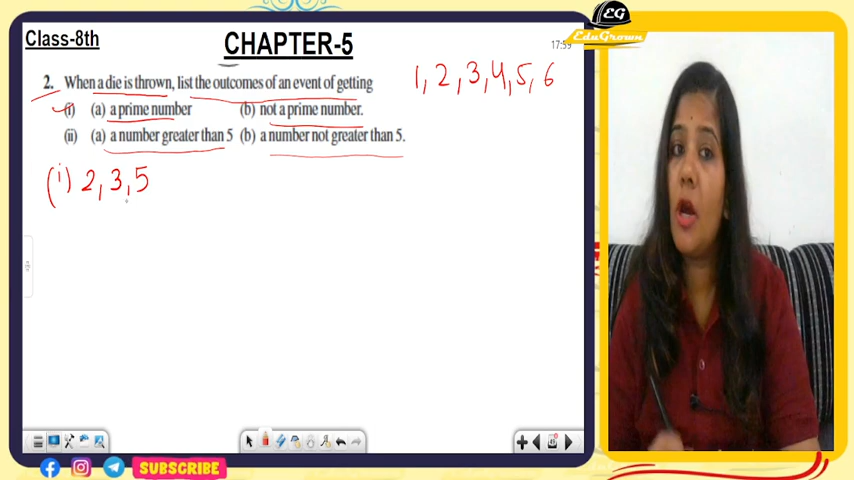 EG
EduGrown
Class-8th
CHAPTER-5
17:59
2. When a die is thrown, list the outcomes of an event of getting
(i) (a) a prime number (b) not a prime number.
(ii) (a) a number greater than 5 (b) a number not greater than 5.
1, 2, 3, 4, 5, 6
(i) 2, 3, 5
SUBSCRIBE